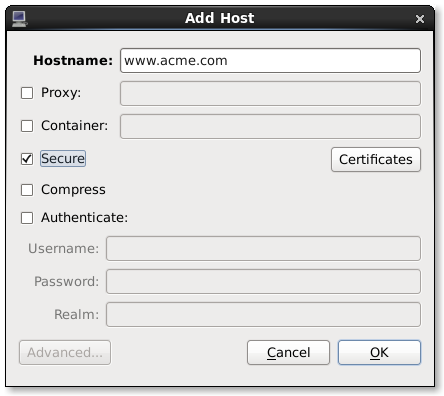 Add Host
Hostname: www.acme.com
Proxy:
Container:
Secure Certificates
Compress
Authenticate:
Username:
Password:
Realm:
Advanced... Cancel OK